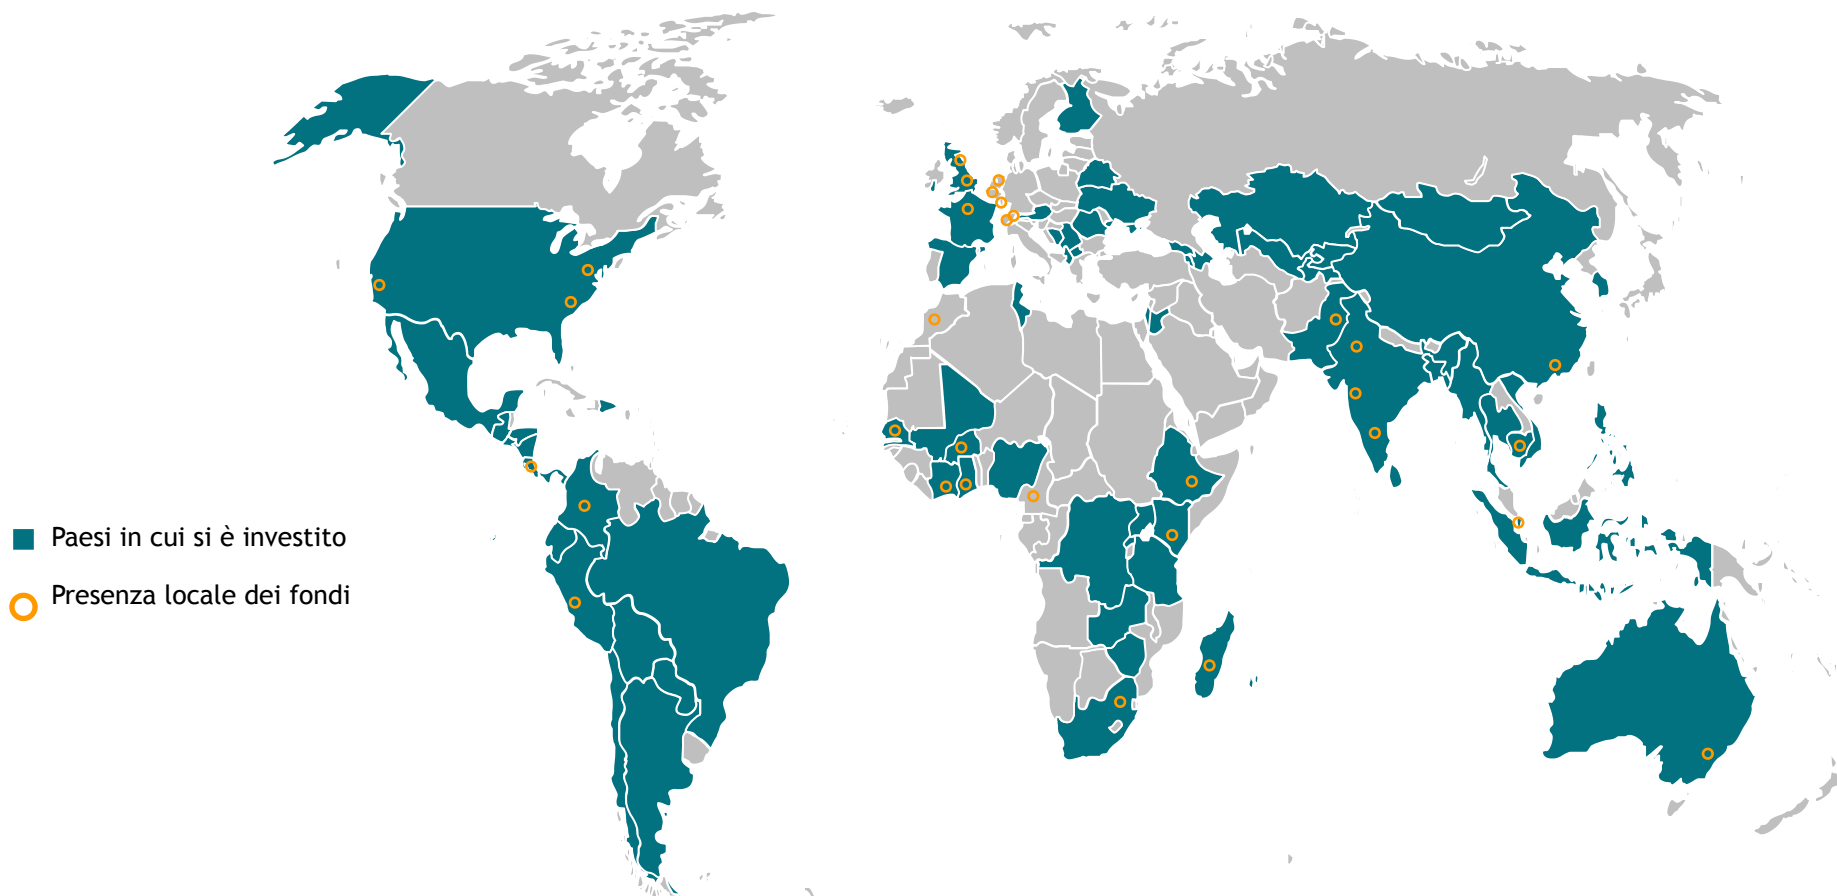 Paesi in cui si è investito
Presenza locale dei fondi